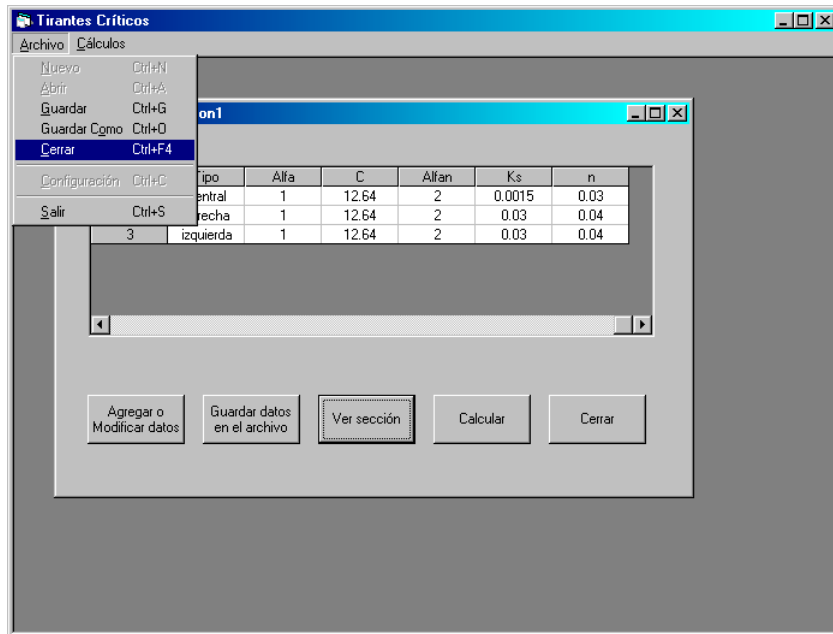 Tirantes Críticos
Archivo Cálculos
Nuevo Ctrl+N
Abrir Ctrl+A
Guardar Ctrl+G
Guardar Como Ctrl+O
Cerrar Ctrl+F4
Configuración Ctrl+C
Salir Ctrl+S
on1
ipo Alfa C Alfan Ks n
entral 1 12.64 2 0.0015 0.03
recha 1 12.64 2 0.03 0.04
3 izquierda 1 12.64 2 0.03 0.04
Agregar o
Modificar datos
Guardar datos
en el archivo
Ver sección
Calcular
Cerrar